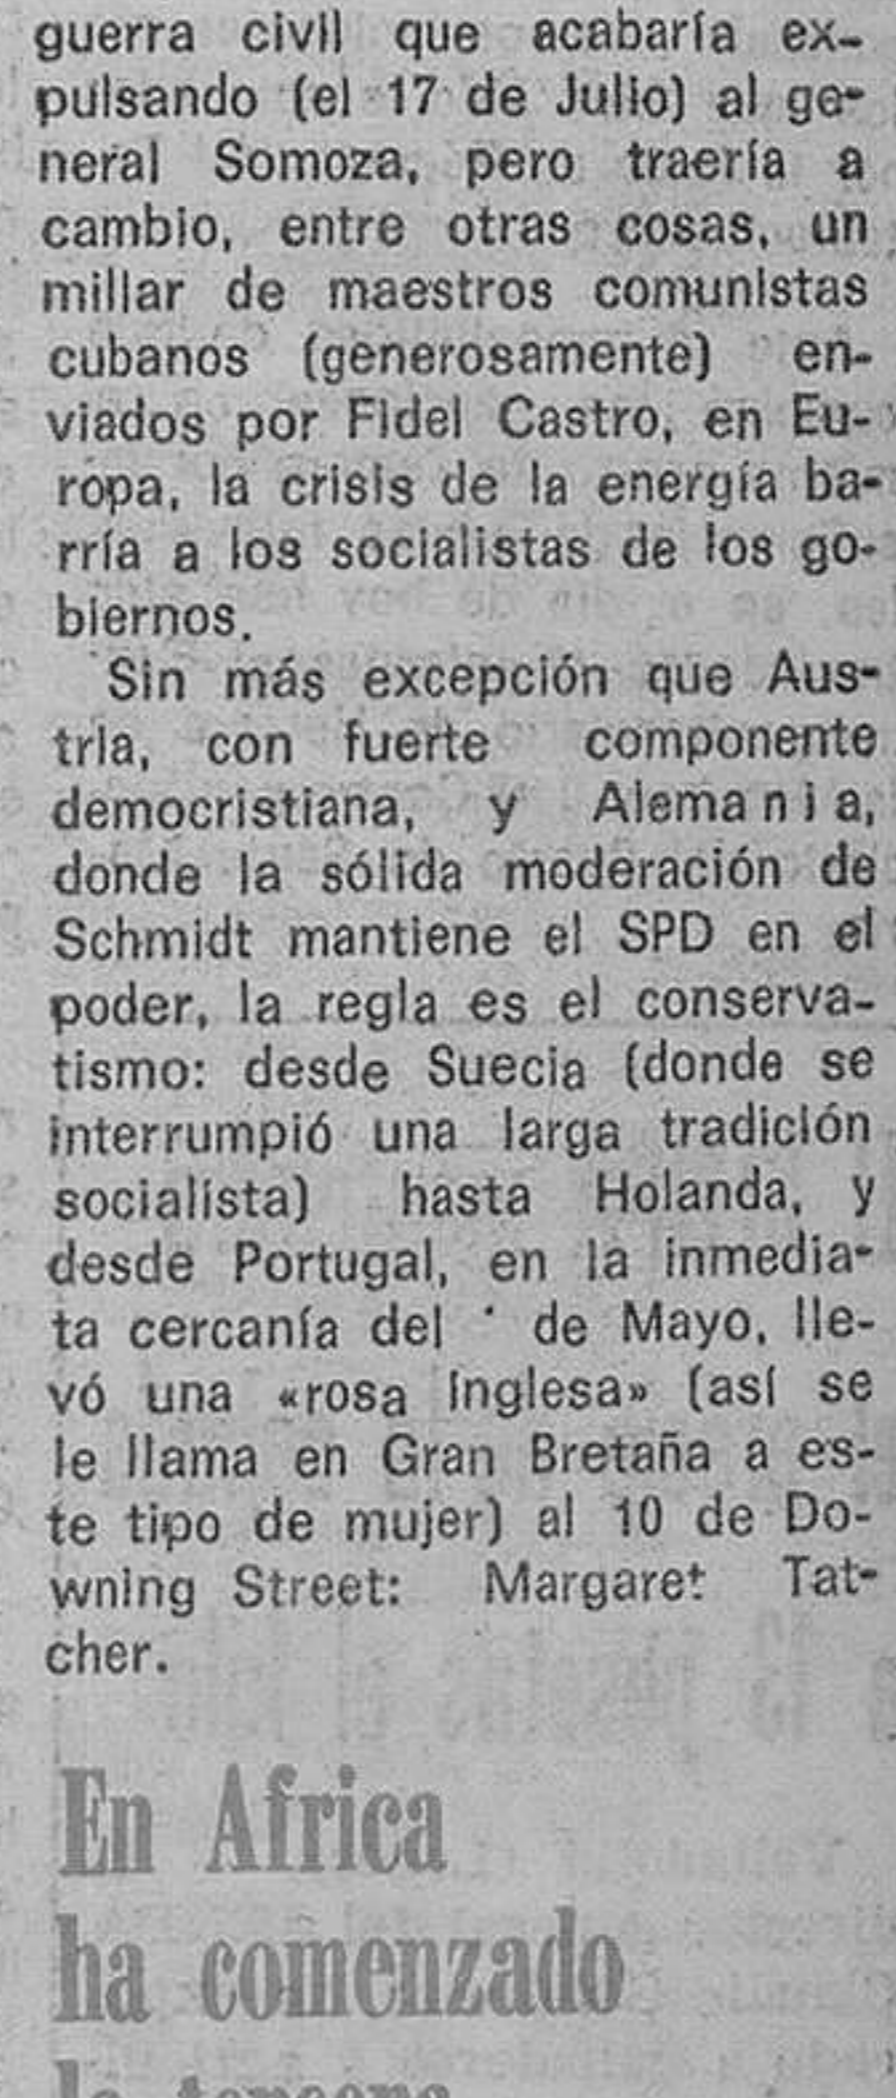 guerra civil que acabaría ex-
pulsando (el 17 de Julio) al ge-
neral Somoza, pero traería a
cambio, entre otras cosas, un
millar de maestros comunistas
cubanos (generosamente) en-
viados por Fidel Castro, en Eu-
ropa, la crisis de la energía ba-
rría a los socialistas de los go-
biernos.
Sin más excepción que Aus-
tria, con fuerte componente
democristiana, y Alemania,
donde la sólida moderación de
Schmidt mantiene el SPD en el
poder, la regla es el conserva-
tismo: desde Suecia (donde se
interrumpió una larga tradición
socialista) hasta Holanda, y
desde Portugal, en la inmedia-
ta cercanía del de Mayo, lle-
vó una «rosa inglesa» (así se
le llama en Gran Bretaña a es-
te tipo de mujer) al 10 de Do-
wning Street: Margaret Tat-
cher.
En Africa
ha comenzado
la tercera